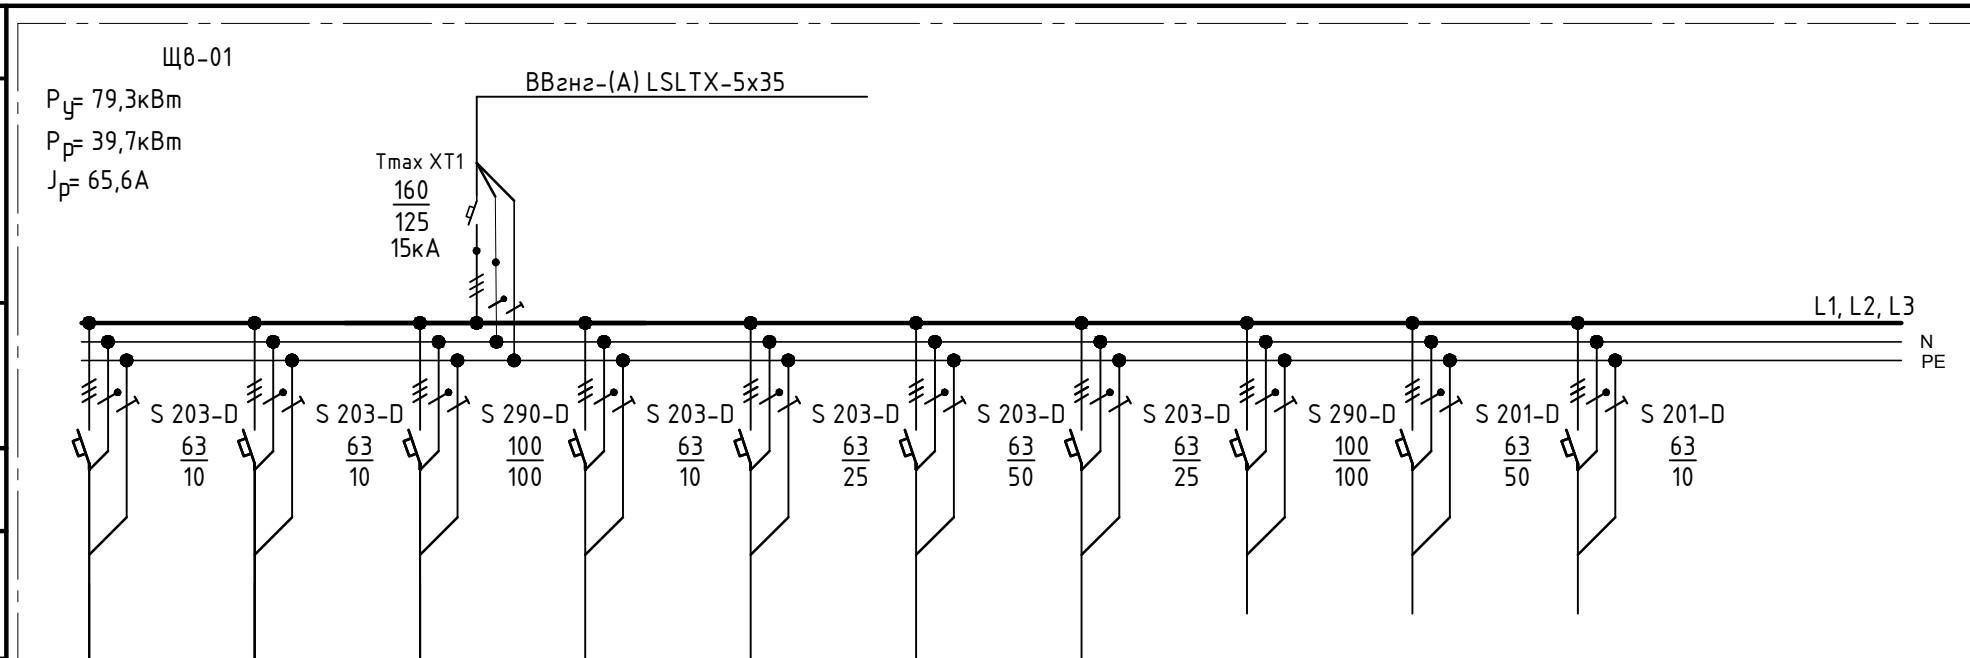 Щв-01
Pу= 79,3кВт
Pр= 39,7кВт
Jр= 65,6А
ВВгнг-(А) LSLTX-5х35
Tmax XT1
160
125
15кА
L1, L2, L3
N
PE
S 203-D
63
10
S 203-D
63
10
S 290-D
100
100
S 203-D
63
10
S 203-D
63
25
S 203-D
63
50
S 203-D
63
25
S 290-D
100
100
S 201-D
63
50
S 201-D
63
10